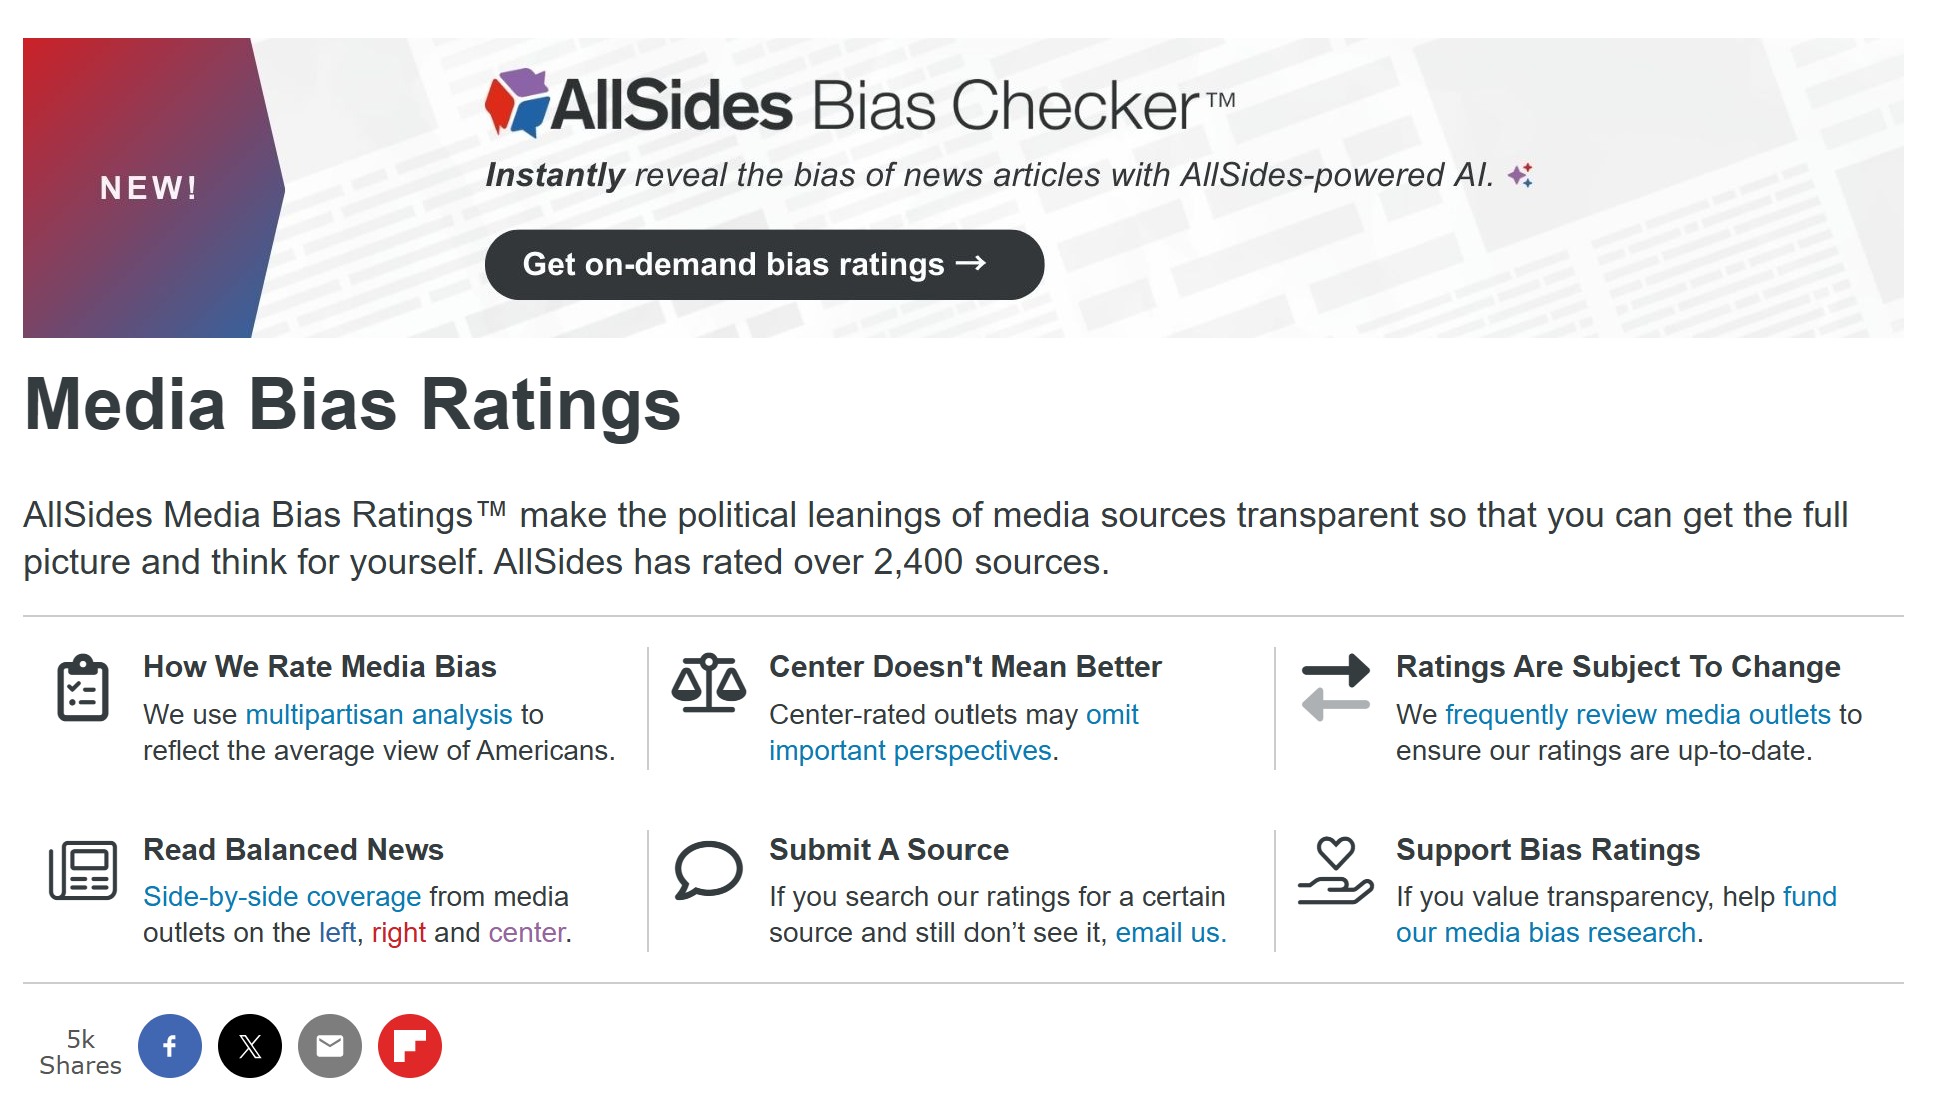 NEW!
AllSides Bias Checker™
Instantly reveal the bias of news articles with AllSides-powered AI.
Get on-demand bias ratings →
Media Bias Ratings
AllSides Media Bias Ratings™ make the political leanings of media sources transparent so that you can get the full
picture and think for yourself. AllSides has rated over 2,400 sources.
How We Rate Media Bias
We use multipartisan analysis to
reflect the average view of Americans.
Center Doesn't Mean Better
Center-rated outlets may omit
important perspectives.
Ratings Are Subject To Change
We frequently review media outlets to
ensure our ratings are up-to-date.
Read Balanced News
Side-by-side coverage from media
outlets on the left, right and center.
Submit A Source
If you search our ratings for a certain
source and still don’t see it, email us.
Support Bias Ratings
If you value transparency, help fund
our media bias research.
5k
Shares